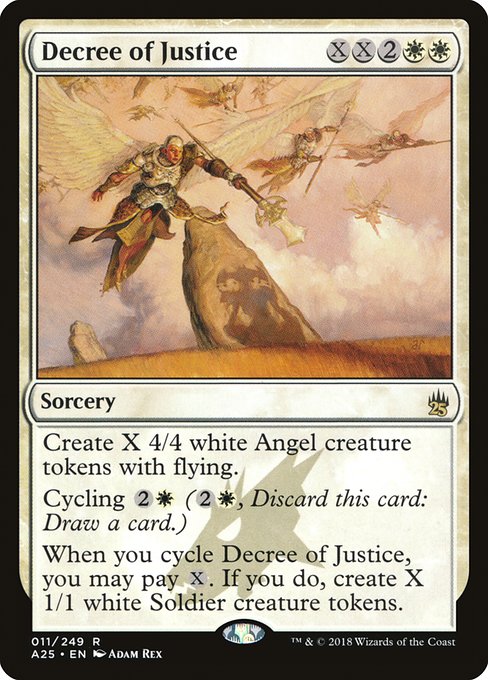 Decree of Justice XX2
Sorcery
25
Create X 4/4 white Angel creature
tokens with flying.
Cycling 2 (2, Discard this card:
Draw a card.)
When you cycle Decree of Justice,
you may pay X. If you do, create X
1/1 white Soldier creature tokens.
011/249 R
A25 • EN Adam Rex
™ & © 2018 Wizards of the Coast